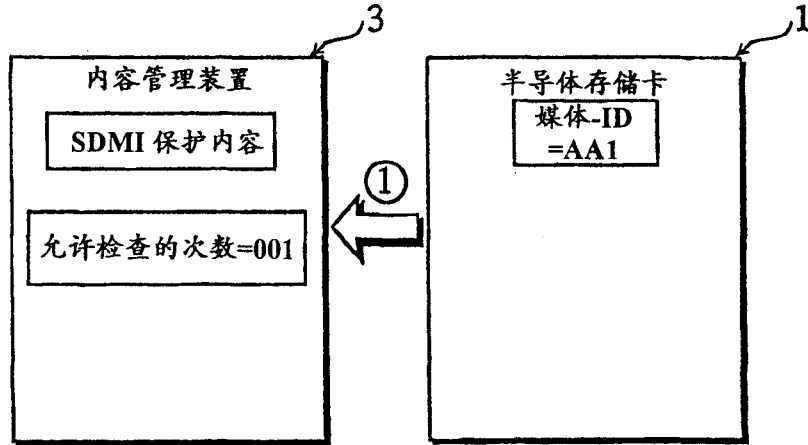 3
内容管理装置
SDMI 保护内容
允许检查的次数=001
①
1
半导体存储卡
媒体-ID
=AA1